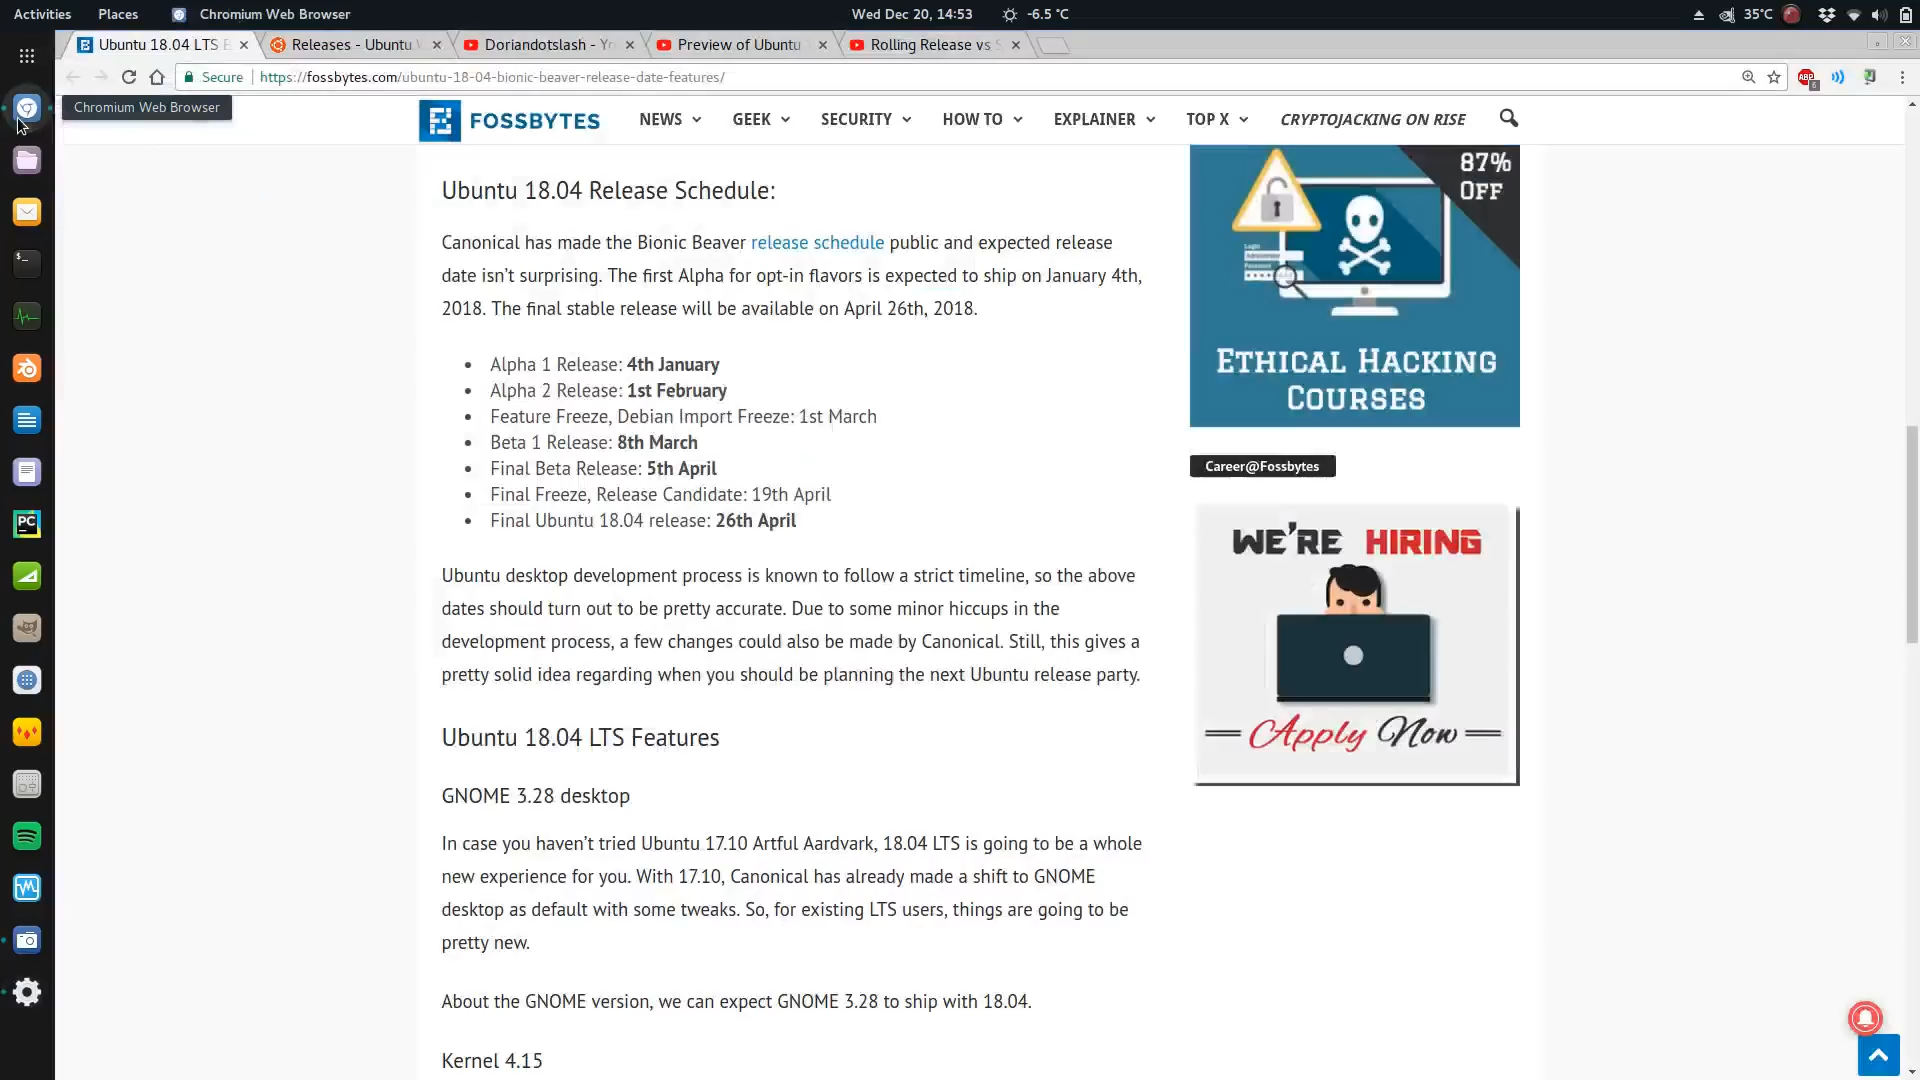 Activities Places Chromium Web Browser Wed Dec 20, 14:53 -6.5 °C 35°C
Ubuntu 18.04 LTS Releases - Ubuntu Doriandotslash - Preview of Ubuntu Rolling Release vs
Secure https://fossbytes.com/ubuntu-18-04-bionic-beaver-release-date-features/ ABP 6
Chromium Web Browser
FOSSBYTES NEWS GEEK SECURITY HOW TO EXPLAINER TOP X CRYPTOJACKING ON RISE
Ubuntu 18.04 Release Schedule:
Canonical has made the Bionic Beaver release schedule public and expected release
date isn’t surprising. The first Alpha for opt-in flavors is expected to ship on January 4th,
2018. The final stable release will be available on April 26th, 2018.
• Alpha 1 Release: 4th January
• Alpha 2 Release: 1st February
• Feature Freeze, Debian Import Freeze: 1st March
• Beta 1 Release: 8th March
• Final Beta Release: 5th April
• Final Freeze, Release Candidate: 19th April
• Final Ubuntu 18.04 release: 26th April
Ubuntu desktop development process is known to follow a strict timeline, so the above
dates should turn out to be pretty accurate. Due to some minor hiccups in the
development process, a few changes could also be made by Canonical. Still, this gives a
pretty solid idea regarding when you should be planning the next Ubuntu release party.
Ubuntu 18.04 LTS Features
GNOME 3.28 desktop
In case you haven’t tried Ubuntu 17.10 Artful Aardvark, 18.04 LTS is going to be a whole
new experience for you. With 17.10, Canonical has already made a shift to GNOME
desktop as default with some tweaks. So, for existing LTS users, things are going to be
pretty new.
About the GNOME version, we can expect GNOME 3.28 to ship with 18.04.
Kernel 4.15
87%
OFF
Login
ETHICAL HACKING
COURSES
Career@Fossbytes
WE'RE HIRING
Apply Now
PC